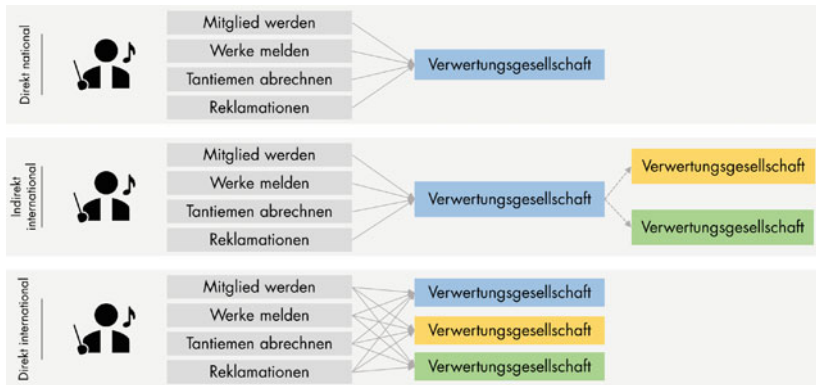 Direkt national
Mitglied werden
Werke melden
Tantiemen abrechnen
Reklamationen
Verwertungsgesellschaft
Indirekt
international
Mitglied werden
Werke melden
Tantiemen abrechnen
Reklamationen
Verwertungsgesellschaft
Verwertungsgesellschaft
Verwertungsgesellschaft
Direkt international
Mitglied werden
Werke melden
Tantiemen abrechnen
Reklamationen
Verwertungsgesellschaft
Verwertungsgesellschaft
Verwertungsgesellschaft